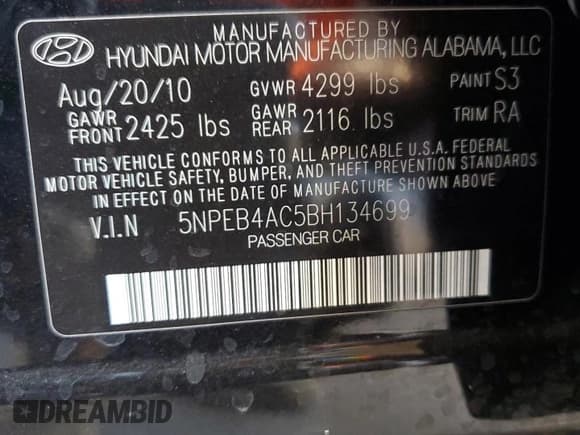 MANUFACTURED BY
HYUNDAI MOTOR MANUFACTURING ALABAMA, LLC
Aug/20/10 GVWR 4299 lbs PAINT S3
GAWR FRONT 2425 lbs GAWR REAR 2116 lbs TRIM RA
THIS VEHICLE CONFORMS TO ALL APPLICABLE U.S.A. FEDERAL
MOTOR VEHICLE SAFETY, BUMPER, AND THEFT PREVENTION STANDARDS
IN EFFECT ON THE DATE OF MANUFACTURE SHOWN ABOVE.
V.I.N 5NPEB4AC5BH134699
PASSENGER CAR
DREAMBID